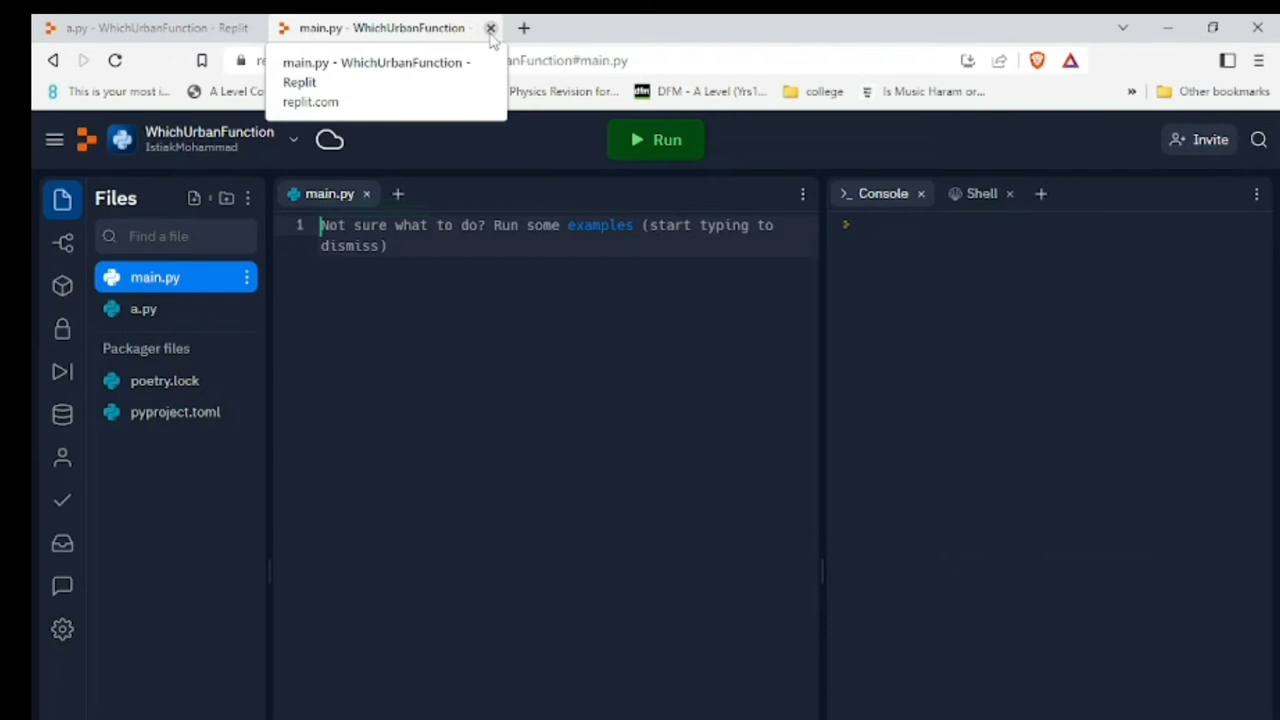 a.py - WhichUrbanFunction - Replit
main.py - WhichUrbanFunction -
main.py - WhichUrbanFunction -
Replit
replit.com
re
anFunction#main.py
This is your most i...
A Level Co
Physics Revision for...
dfm
DFM - A Level (Yrs1...
college
Is Music Haram or...
»
Other bookmarks
WhichUrbanFunction
IstiakMohammad
Run
Invite
Files
Find a file
main.py
a.py
Packager files
poetry.lock
pyproject.toml
main.py × +
1 Not sure what to do? Run some examples (start typing to
dismiss)
>_ Console × Shell × +
>